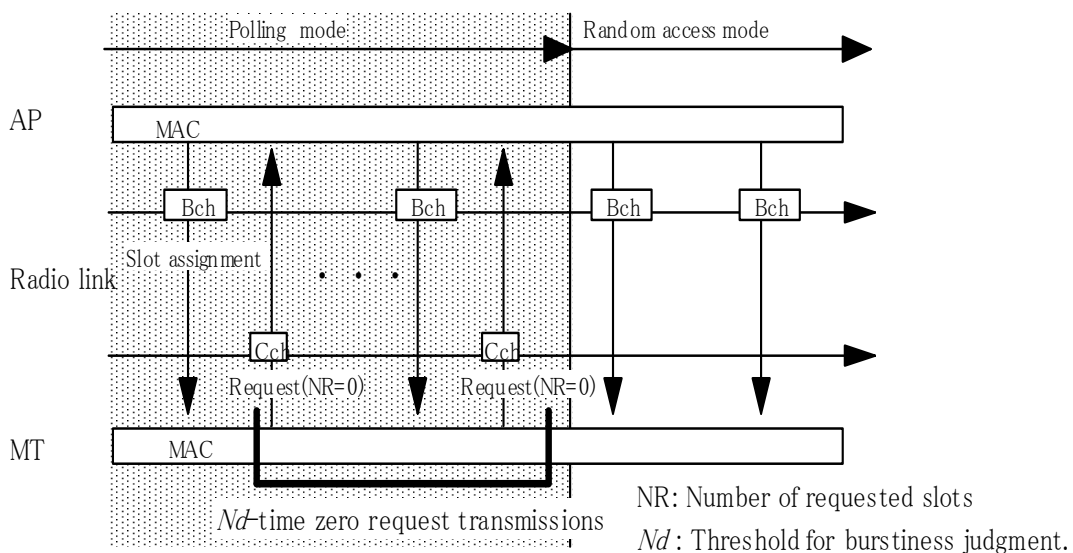 Polling mode
Random access mode
AP
MAC
Bch
Bch
Bch
Bch
Slot assignment
. . .
Radio link
Cch
Cch
Request(NR=0)
Request(NR=0)
MT
MAC
Nd-time zero request transmissions
NR: Number of requested slots
Nd : Threshold for burstiness judgment.